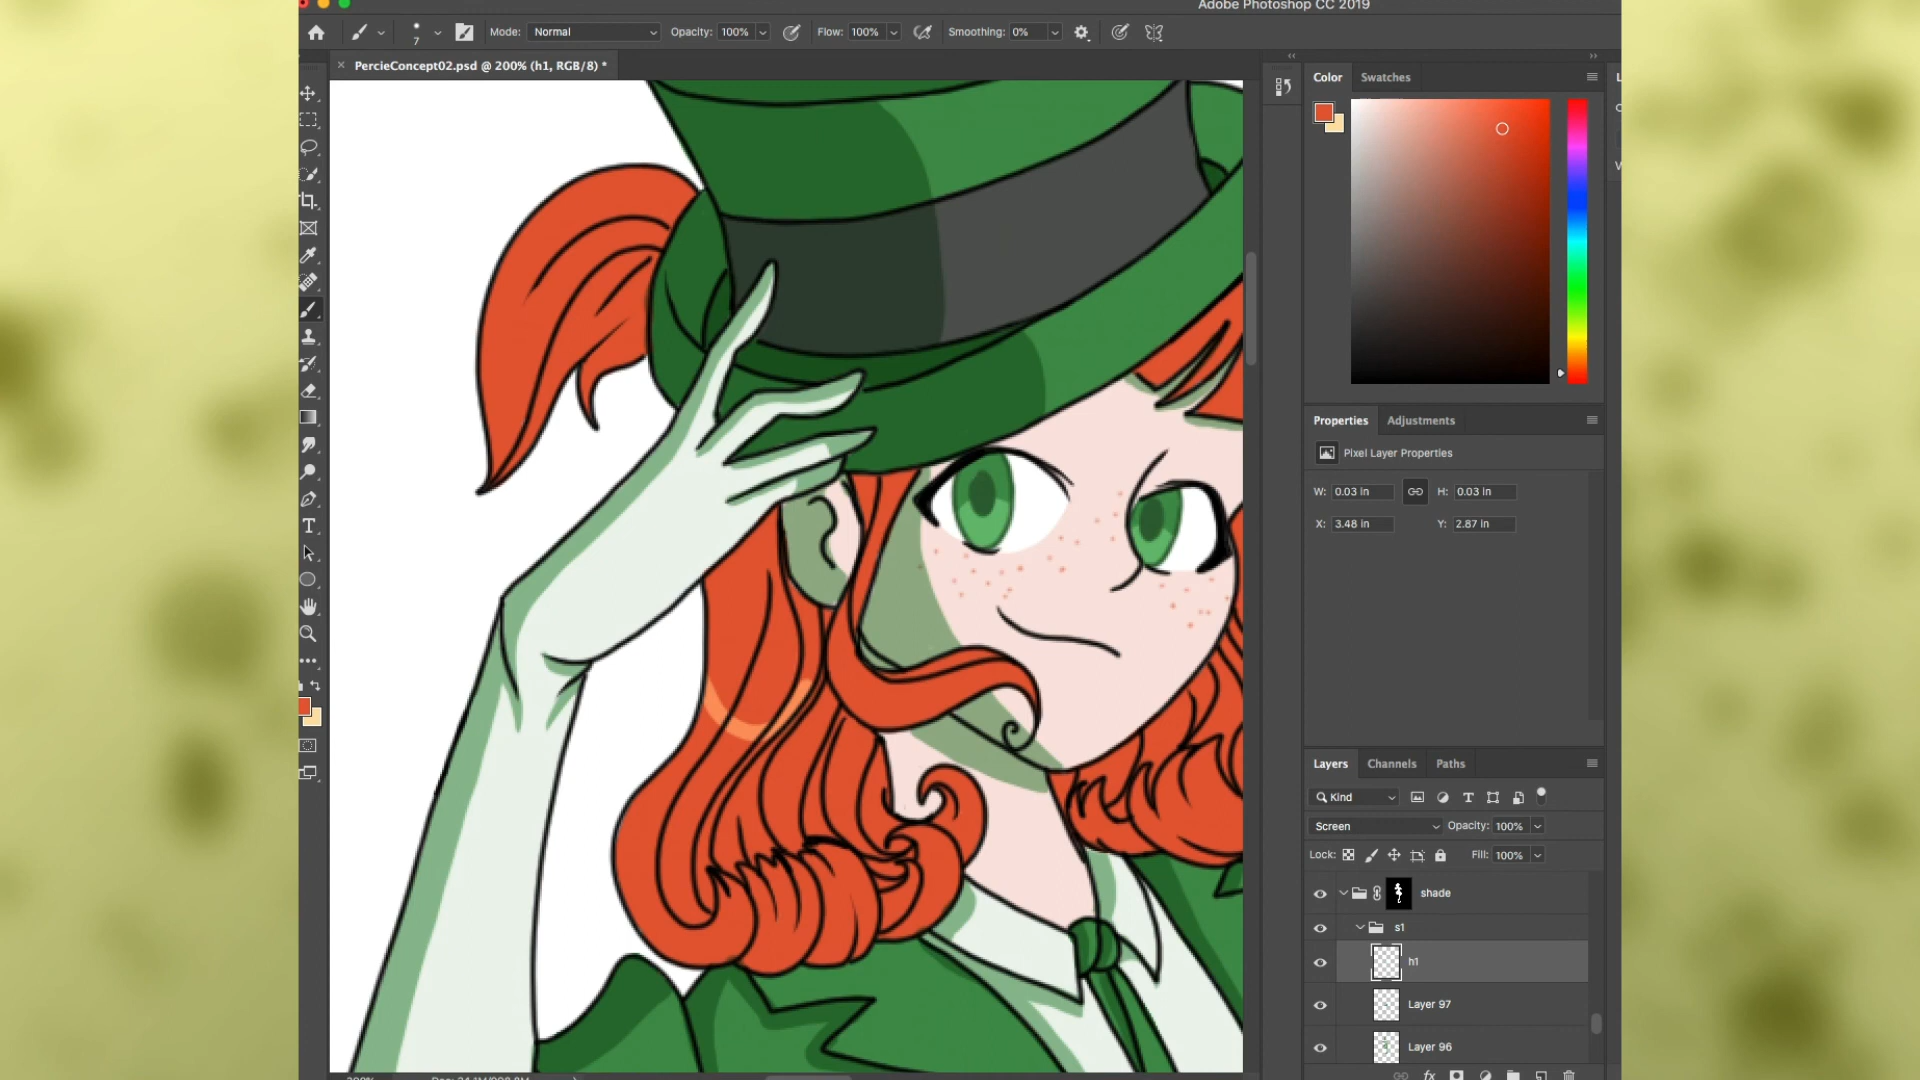 Adobe Photoshop CC 2019
7 Mode: Normal Opacity: 100% Flow: 100% Smoothing: 0%
× PercieConcept02.psd @ 200% (h1, RGB/8) *
Color Swatches
Properties Adjustments
Pixel Layer Properties
W: 0.03 in H: 0.03 in
X: 3.48 in Y: 2.87 in
Layers Channels Paths
Kind
Screen Opacity: 100%
Lock: Fill: 100%
shade
s1
h1
Layer 97
Layer 96
fx